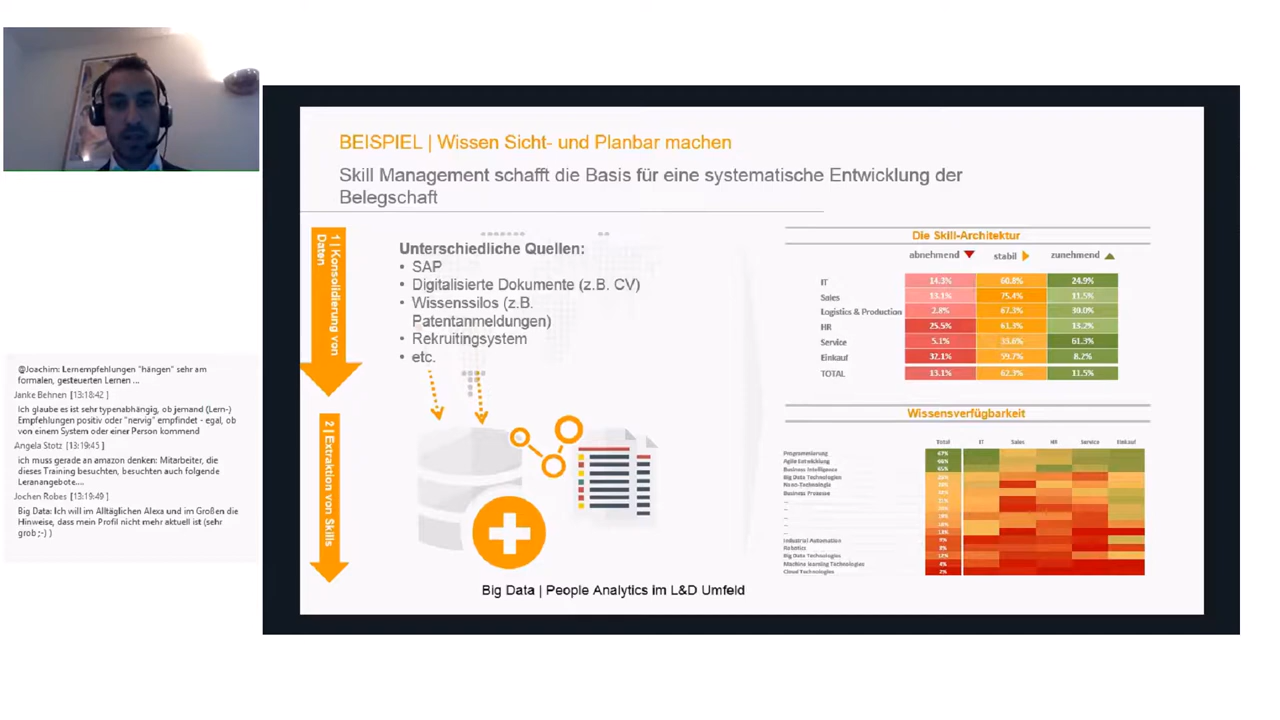 BEISPIEL | Wissen Sicht- und Planbar machen
Skill Management schafft die Basis für eine systematische Entwicklung der
Belegschaft
1 | Konsolidierung von
Daten
2 | Extraktion von Skills
Unterschiedliche Quellen:
• SAP
• Digitalisierte Dokumente (z.B. CV)
• Wissenssilos (z.B.
Patentanmeldungen)
• Rekruitingsystem
• etc.
Big Data | People Analytics im L&D Umfeld
Die Skill-Architektur
abnehmend stabil zunehmend
IT 14.3% 60.8% 24.9%
Sales 13.1% 75.4% 11.5%
Logistics & Production 2.8% 67.3% 30.0%
HR 25.5% 61.3% 13.2%
Service 5.1% 61.3%
Einkauf 32.1% 59.7% 8.2%
TOTAL 13.1% 62.3% 11.5%
Wissensverfügbarkeit
Total IT Sales HR Service Einkauf
Programmierung
Agile Entwicklung
Business Intelligence
Big Data Technologies
Nano-Technologie
Business Prozesse
Industrial Automation
Robotics
Big Data Technologies
Machine learning Technologies
Cloud Technologies
@Joachim: Lernempfehlungen "hängen" sehr am
formalen, gesteuerten Lernen ...
Janke Behnen [13:18:42 ]
Ich glaube es ist sehr typenabhängig, ob jemand (Lern-)
Empfehlungen positiv oder "nervig" empfindet - egal, ob
von einem System oder einer Person kommend
Angela Stotz [13:19:45 ]
ich muss gerade an amazon denken: Mitarbeiter, die
dieses Training besuchten, besuchten auch folgende
Leranangebote....
Jochen Robes [13:19:49 ]
Big Data: Ich will im Alltäglichen Alexa und im Großen die
Hinweise, dass mein Profil nicht mehr aktuell ist (sehr
grob ;-) )